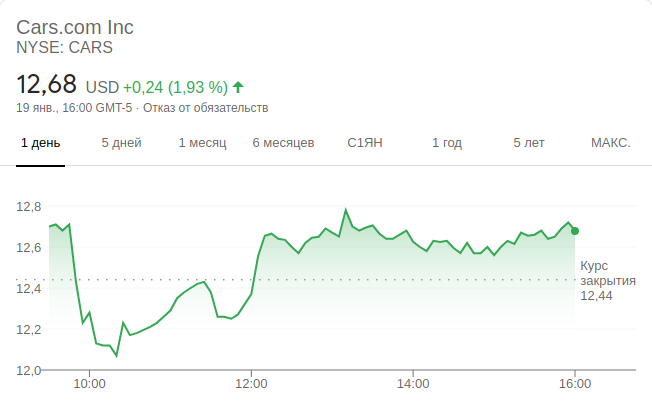 Cars.com Inc
NYSE: CARS
12,68 USD +0,24 (1,93 %)
19 янв., 16:00 GMT-5 · Отказ от обязательств
1 день 5 дней 1 месяц 6 месяцев С1ЯН 1 год 5 лет МАКС.
12,8
12,6
Курс
закрытия
12,4
12,44
12,2
12,0
10:00 12:00 14:00 16:00